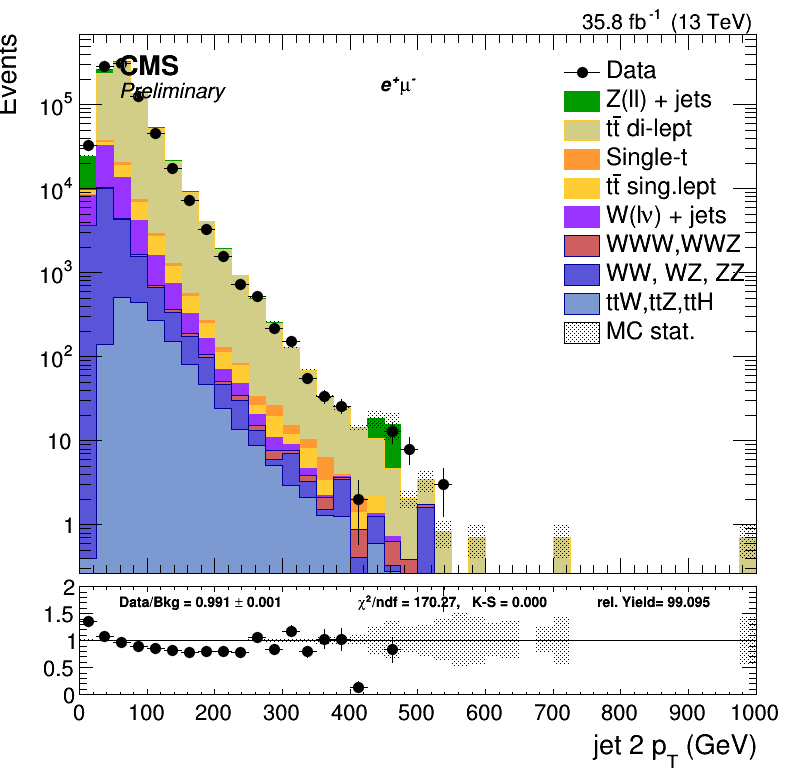 35.8 fb⁻¹ (13 TeV)
Events
CMS
Preliminary
e⁺μ⁻
Data
Z(ll) + jets
tt̄ di-lept
Single-t
tt̄ sing.lept
W(lν) + jets
WWW,WWZ
WW, WZ, ZZ
ttW,ttZ,ttH
MC stat.
10⁵
10⁴
10³
10²
10
1
Data/Bkg = 0.991 ± 0.001 χ²/ndf = 170.27, K-S = 0.000 rel. Yield= 99.095
2
1.5
1
0.5
0
0 100 200 300 400 500 600 700 800 900 1000
jet 2 p_T (GeV)